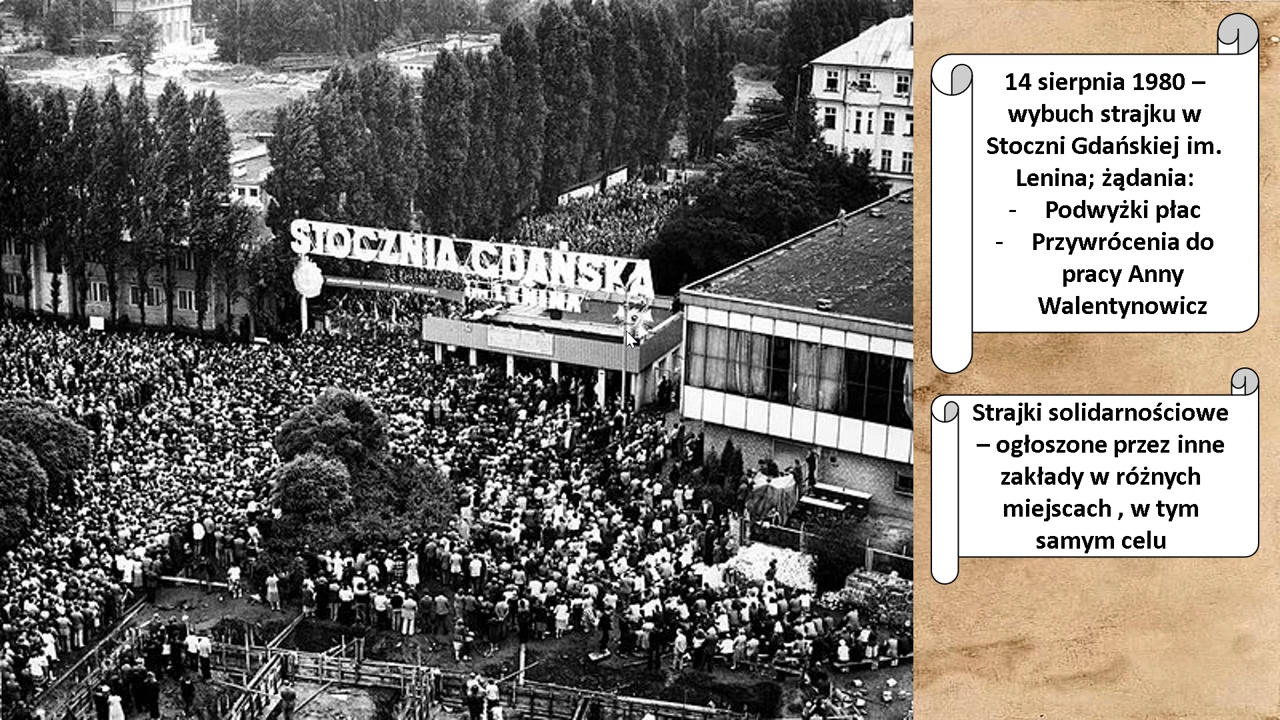 STOCZNIA GDAŃSKA
im. LENINA
14 sierpnia 1980 –
wybuch strajku w
Stoczni Gdańskiej im.
Lenina; żądania:
- Podwyżki płac
- Przywrócenia do
pracy Anny
Walentynowicz
Strajki solidarnościowe
– ogłoszone przez inne
zakłady w różnych
miejscach , w tym
samym celu